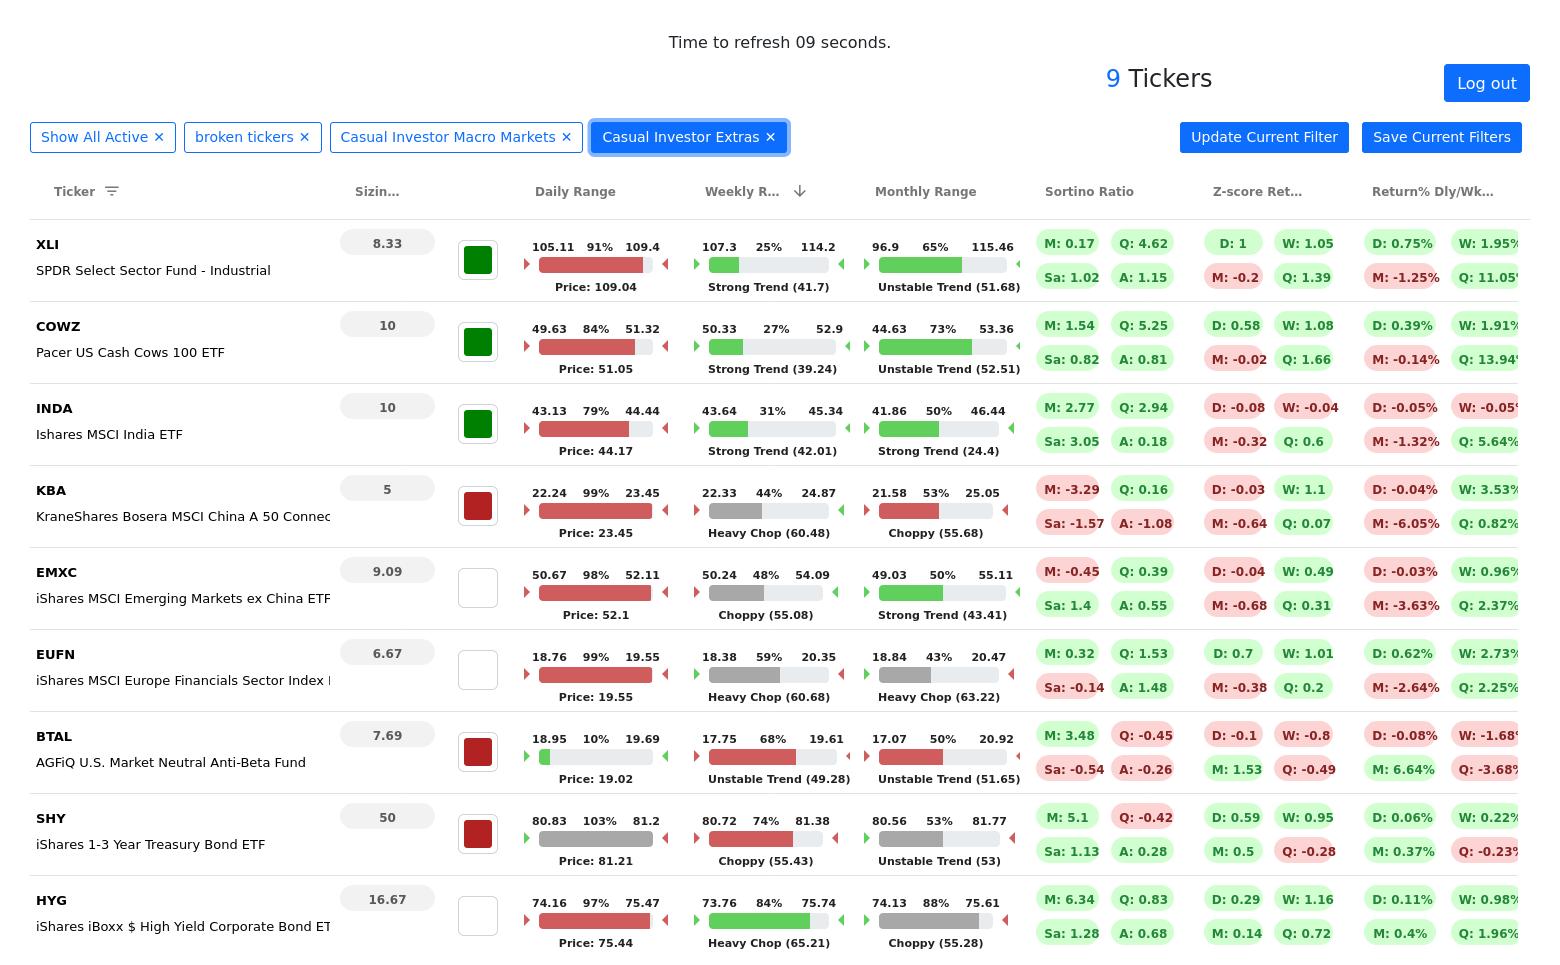 Time to refresh 09 seconds.
9 Tickers
Log out
Show All Active ✕ broken tickers ✕ Casual Investor Macro Markets ✕ Casual Investor Extras ✕ Update Current Filter Save Current Filters
Ticker Sizin... Daily Range Weekly R... Monthly Range Sortino Ratio Z-score Ret... Return% Dly/Wk...
XLI 8.33 105.11 91% 109.4 107.3 25% 114.2 96.9 65% 115.46 M: 0.17 Q: 4.62 D: 1 W: 1.05 D: 0.75% W: 1.95%
SPDR Select Sector Fund - Industrial Sa: 1.02 A: 1.15 M: -0.2 Q: 1.39 M: -1.25% Q: 11.05%
Price: 109.04 Strong Trend (41.7) Unstable Trend (51.68)
COWZ 10 49.63 84% 51.32 50.33 27% 52.9 44.63 73% 53.36 M: 1.54 Q: 5.25 D: 0.58 W: 1.08 D: 0.39% W: 1.91%
Pacer US Cash Cows 100 ETF Sa: 0.82 A: 0.81 M: -0.02 Q: 1.66 M: -0.14% Q: 13.94%
Price: 51.05 Strong Trend (39.24) Unstable Trend (52.51)
INDA 10 43.13 79% 44.44 43.64 31% 45.34 41.86 50% 46.44 M: 2.77 Q: 2.94 D: -0.08 W: -0.04 D: -0.05% W: -0.05%
Ishares MSCI India ETF Sa: 3.05 A: 0.18 M: -0.32 Q: 0.6 M: -1.32% Q: 5.64%
Price: 44.17 Strong Trend (42.01) Strong Trend (24.4)
KBA 5 22.24 99% 23.45 22.33 44% 24.87 21.58 53% 25.05 M: -3.29 Q: 0.16 D: -0.03 W: 1.1 D: -0.04% W: 3.53%
KraneShares Bosera MSCI China A 50 Connec Sa: -1.57 A: -1.08 M: -0.64 Q: 0.07 M: -6.05% Q: 0.82%
Price: 23.45 Heavy Chop (60.48) Choppy (55.68)
EMXC 9.09 50.67 98% 52.11 50.24 48% 54.09 49.03 50% 55.11 M: -0.45 Q: 0.39 D: -0.04 W: 0.49 D: -0.03% W: 0.96%
iShares MSCI Emerging Markets ex China ETF Sa: 1.4 A: 0.55 M: -0.68 Q: 0.31 M: -3.63% Q: 2.37%
Price: 52.1 Choppy (55.08) Strong Trend (43.41)
EUFN 6.67 18.76 99% 19.55 18.38 59% 20.35 18.84 43% 20.47 M: 0.32 Q: 1.53 D: 0.7 W: 1.01 D: 0.62% W: 2.73%
iShares MSCI Europe Financials Sector Index Sa: -0.14 A: 1.48 M: -0.38 Q: 0.2 M: -2.64% Q: 2.25%
Price: 19.55 Heavy Chop (60.68) Heavy Chop (63.22)
BTAL 7.69 18.95 10% 19.69 17.75 68% 19.61 17.07 50% 20.92 M: 3.48 Q: -0.45 D: -0.1 W: -0.8 D: -0.08% W: -1.68%
AGFiQ U.S. Market Neutral Anti-Beta Fund Sa: -0.54 A: -0.26 M: 1.53 Q: -0.49 M: 6.64% Q: -3.68%
Price: 19.02 Unstable Trend (49.28) Unstable Trend (51.65)
SHY 50 80.83 103% 81.2 80.72 74% 81.38 80.56 53% 81.77 M: 5.1 Q: -0.42 D: 0.59 W: 0.95 D: 0.06% W: 0.22%
iShares 1-3 Year Treasury Bond ETF Sa: 1.13 A: 0.28 M: 0.5 Q: -0.28 M: 0.37% Q: -0.23%
Price: 81.21 Choppy (55.43) Unstable Trend (53)
HYG 16.67 74.16 97% 75.47 73.76 84% 75.74 74.13 88% 75.61 M: 6.34 Q: 0.83 D: 0.29 W: 1.16 D: 0.11% W: 0.98%
iShares iBoxx $ High Yield Corporate Bond ET Sa: 1.28 A: 0.68 M: 0.14 Q: 0.72 M: 0.4% Q: 1.96%
Price: 75.44 Heavy Chop (65.21) Choppy (55.28)